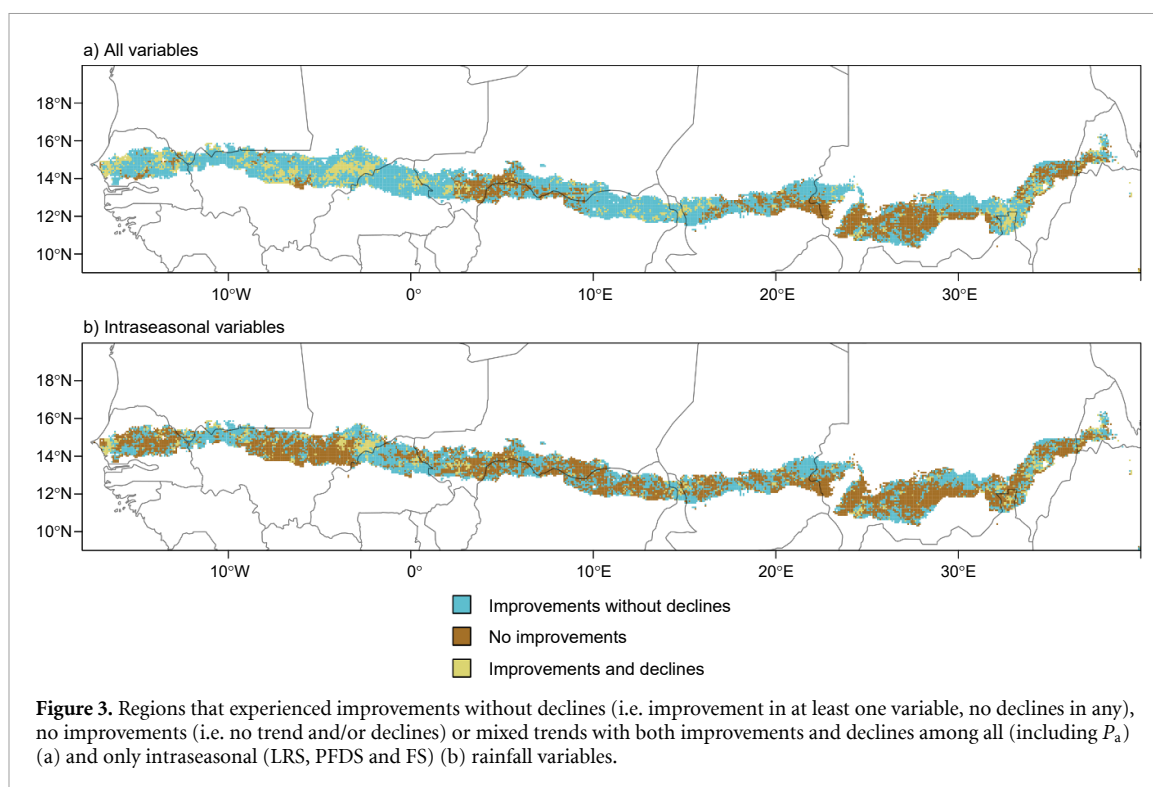 a) All variables
18°N
16°N
14°N
12°N
10°N
10°W 0° 10°E 20°E 30°E
b) Intraseasonal variables
18°N
16°N
14°N
12°N
10°N
10°W 0° 10°E 20°E 30°E
Improvements without declines
No improvements
Improvements and declines
Figure 3. Regions that experienced improvements without declines (i.e. improvement in at least one variable, no declines in any),
no improvements (i.e. no trend and/or declines) or mixed trends with both improvements and declines among all (including Pa)
(a) and only intraseasonal (LRS, PFDS and FS) (b) rainfall variables.